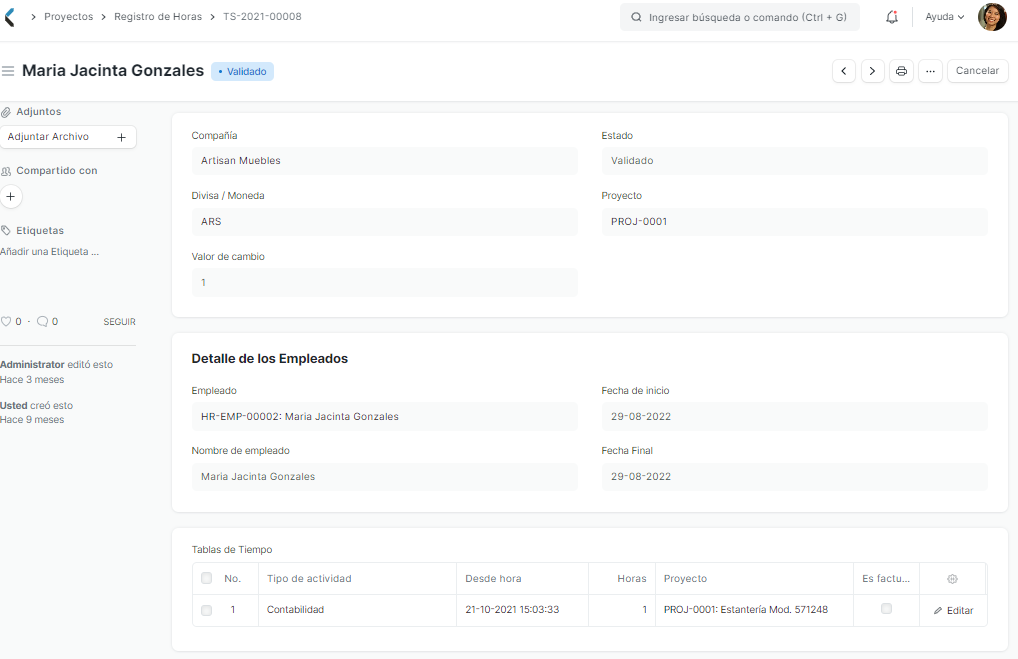 Proyectos > Registro de Horas > TS-2021-00008
Ingresar búsqueda o comando (Ctrl + G)
Ayuda
Maria Jacinta Gonzales
Validado
Cancelar
Adjuntos
Adjuntar Archivo +
Compartido con
+
Etiquetas
Añadir una Etiqueta ...
0 · 0 SEGUIR
Administrator editó esto
Hace 3 meses
Usted creó esto
Hace 9 meses
Compañía
Artisan Muebles
Estado
Validado
Divisa / Moneda
ARS
Proyecto
PROJ-0001
Valor de cambio
1
Detalle de los Empleados
Empleado
HR-EMP-00002: Maria Jacinta Gonzales
Fecha de inicio
29-08-2022
Nombre de empleado
Maria Jacinta Gonzales
Fecha Final
29-08-2022
Tablas de Tiempo
No. Tipo de actividad Desde hora Horas Proyecto Es factu...
1 Contabilidad 21-10-2021 15:03:33 1 PROJ-0001: Estantería Mod. 571248 Editar